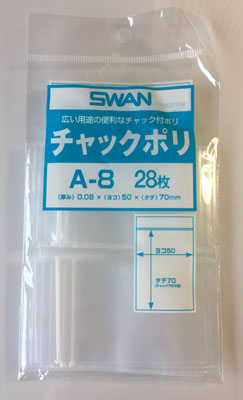 SWAN
広い用途の便利なチャック付ポリ
チャックポリ
A-8 28枚
(厚み) 0.08 × (ヨコ) 50 × (タテ) 70mm
ヨコ50
タテ70